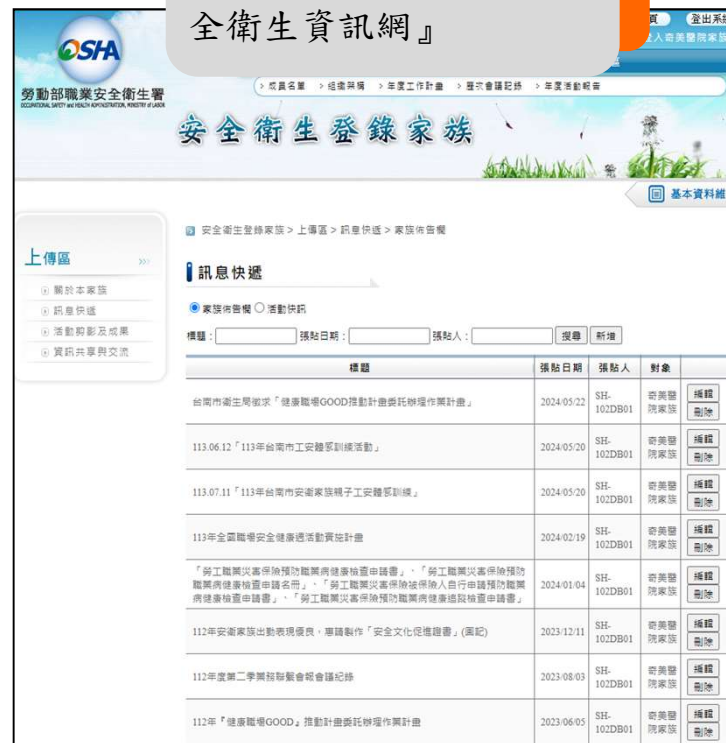 全衛生資訊網』
頁 登出系統
登入奇美醫院家族
OSHA
勞動部職業安全衛生署
OCCUPATIONAL SAFETY and HEALTH ADMINISTRATION, MINISTRY of LABOR
成員名單 組織架構 年度工作計畫 歷次會議記錄 年度活動報告
安全衛生登錄家族
基本資料維
上傳區
關於本家族
訊息快遞
活動剪影及成果
資訊共享與交流
安全衛生登錄家族 > 上傳區 > 訊息快遞 > 家族佈告欄
訊息快遞
家族佈告欄 活動快訊
標題: 張貼日期: 張貼人: 搜尋 新增
標題 張貼日期 張貼人 對象
台南市衛生局徵求「健康職場GOOD推動計畫委託辦理作業計畫」 2024/05/22 SH-102DB01 奇美醫院家族 編輯 刪除
113.06.12「113年台南市工安體感訓練活動」 2024/05/20 SH-102DB01 奇美醫院家族 編輯 刪除
113.07.11「113年台南市安衛家族親子工安體感訓練」 2024/05/20 SH-102DB01 奇美醫院家族 編輯 刪除
113年全國職場安全健康週活動實施計畫 2024/02/19 SH-102DB01 奇美醫院家族 編輯 刪除
「勞工職業災害保險預防職業病健康檢查申請書」、「勞工職業災害保險預防
職業病健康檢查申請名冊」、「勞工職業災害保險被保險人自行申請預防職業
病健康檢查申請書」、「勞工職業災害保險預防職業病健康追蹤檢查申請書」 2024/01/04 SH-102DB01 奇美醫院家族 編輯 刪除
112年安衛家族出勤表現優良，專請製作「安全文化促進證書」(圖記) 2023/12/11 SH-102DB01 奇美醫院家族 編輯 刪除
112年度第二季業務聯繫會報會議紀錄 2023/08/03 SH-102DB01 奇美醫院家族 編輯 刪除
112年『健康職場GOOD』推動計畫委託辦理作業計畫 2023/06/05 SH-102DB01 奇美醫院家族 編輯 刪除